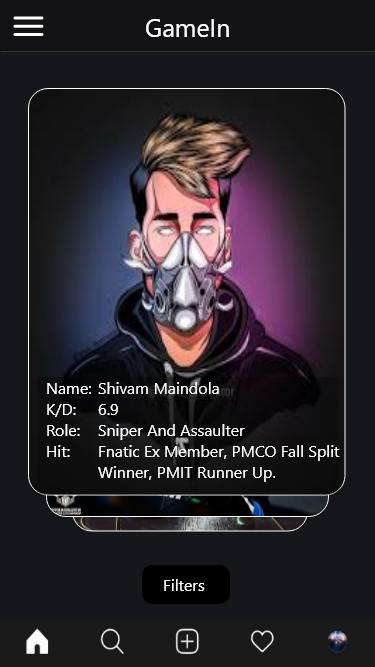 GameIn
Name: Shivam Maindola
K/D: 6.9
Role: Sniper And Assaulter
Hit: Fnatic Ex Member, PMCO Fall Split
Winner, PMIT Runner Up.
Filters